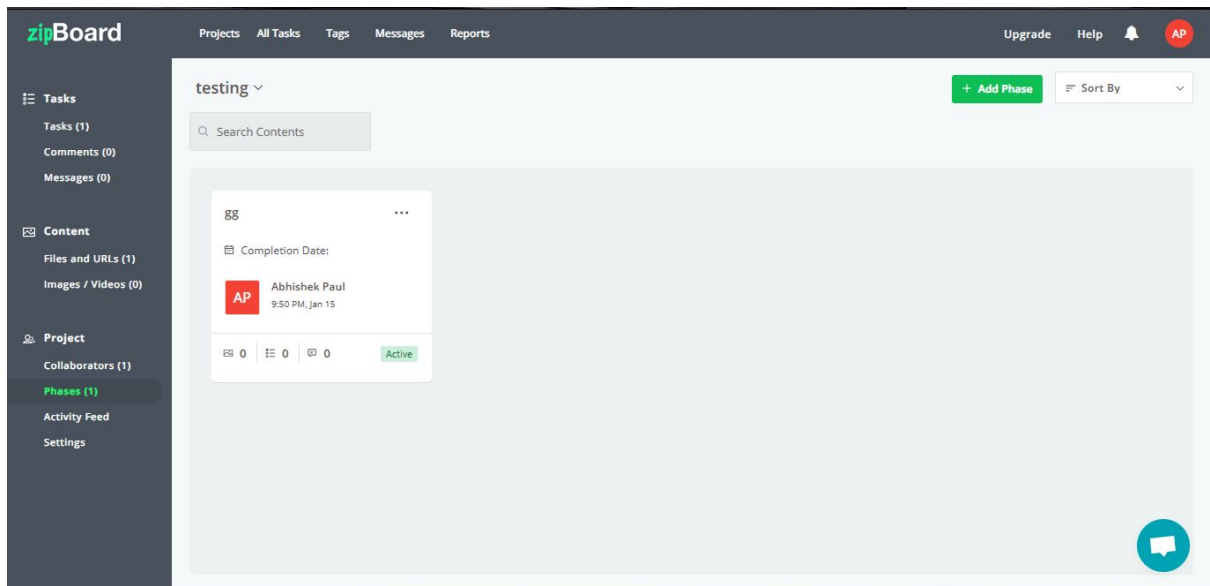 zipBoard
Projects All Tasks Tags Messages Reports
Upgrade Help AP
Tasks
Tasks (1)
Comments (0)
Messages (0)
Content
Files and URLs (1)
Images / Videos (0)
Project
Collaborators (1)
Phases (1)
Activity Feed
Settings
testing
+ Add Phase
Sort By
Search Contents
gg
Completion Date:
AP
Abhishek Paul
9:50 PM, Jan 15
0 0 0 Active